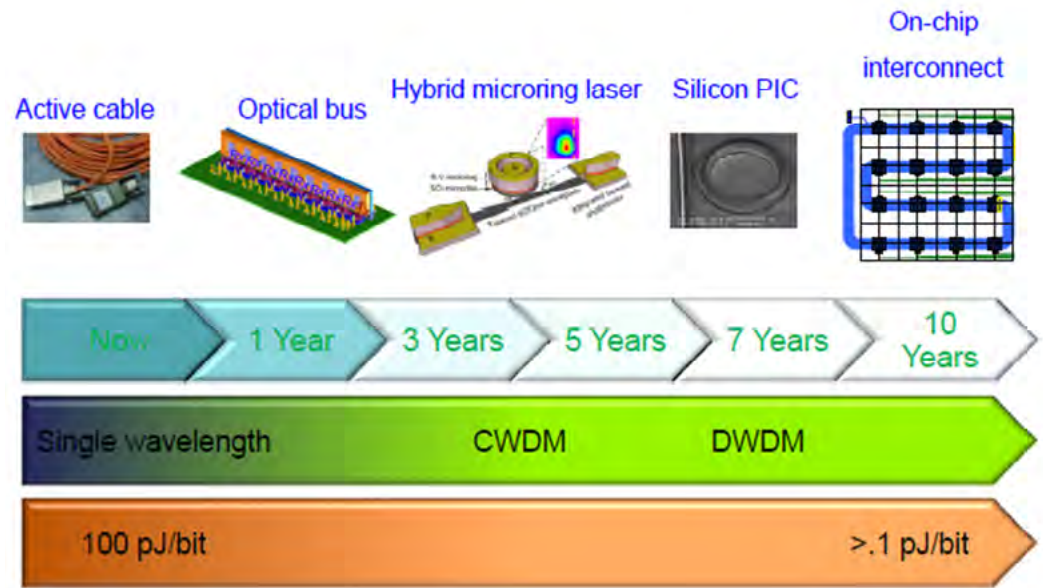 On-chip
interconnect
Active cable
Optical bus
Hybrid microring laser
Silicon PIC
Now
1 Year
3 Years
5 Years
7 Years
10
Years
Single wavelength
CWDM
DWDM
100 pJ/bit
>.1 pJ/bit